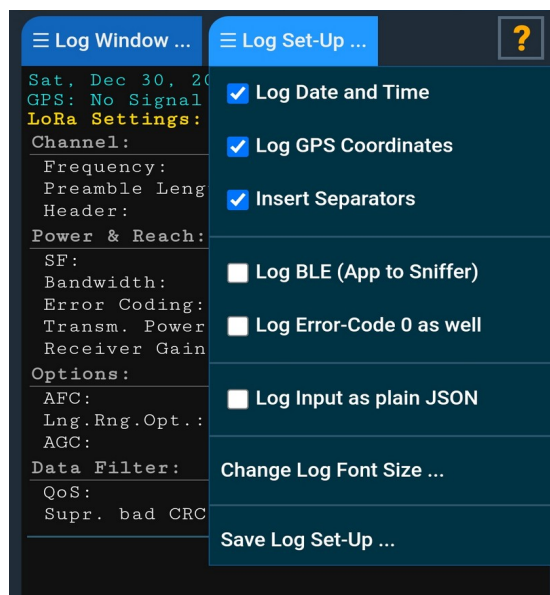 ☰ Log Window ...
☰ Log Set-Up ...
?
Sat, Dec 30, 20
GPS: No Signal
LoRa Settings:
Channel:
Frequency:
Preamble Leng
Header:
Power & Reach:
SF:
Bandwidth:
Error Coding:
Transm. Power
Receiver Gain
Options:
AFC:
Lng.Rng.Opt.:
AGC:
Data Filter:
QoS:
Supr. bad CRC
Log Date and Time
Log GPS Coordinates
Insert Separators
Log BLE (App to Sniffer)
Log Error-Code 0 as well
Log Input as plain JSON
Change Log Font Size ...
Save Log Set-Up ...